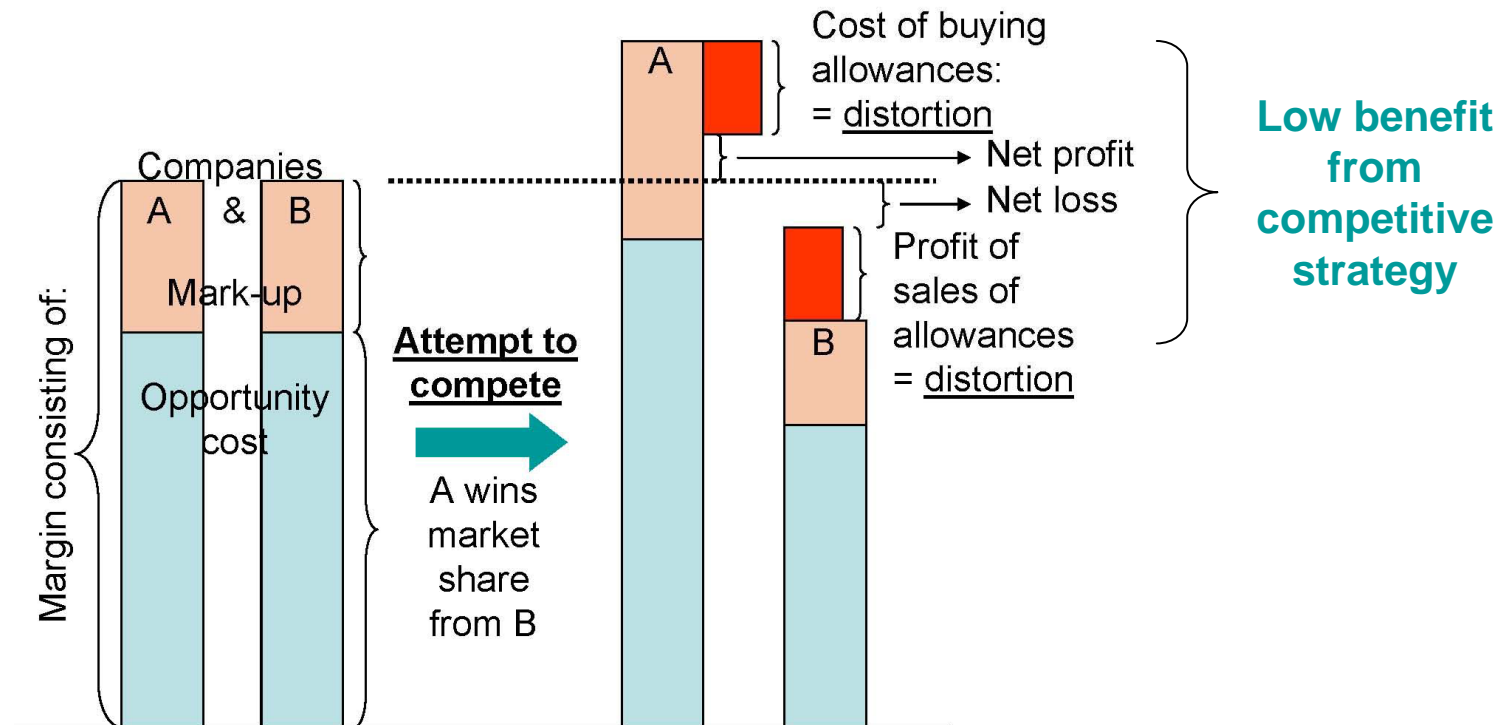 Margin consisting of:
Companies
A & B
Mark-up
Opportunity
cost
Attempt to
compete
A wins
market
share
from B
A
Cost of buying
allowances:
= distortion
Net profit
Net loss
Profit of
sales of
allowances
= distortion
B
Low benefit
from
competitive
strategy